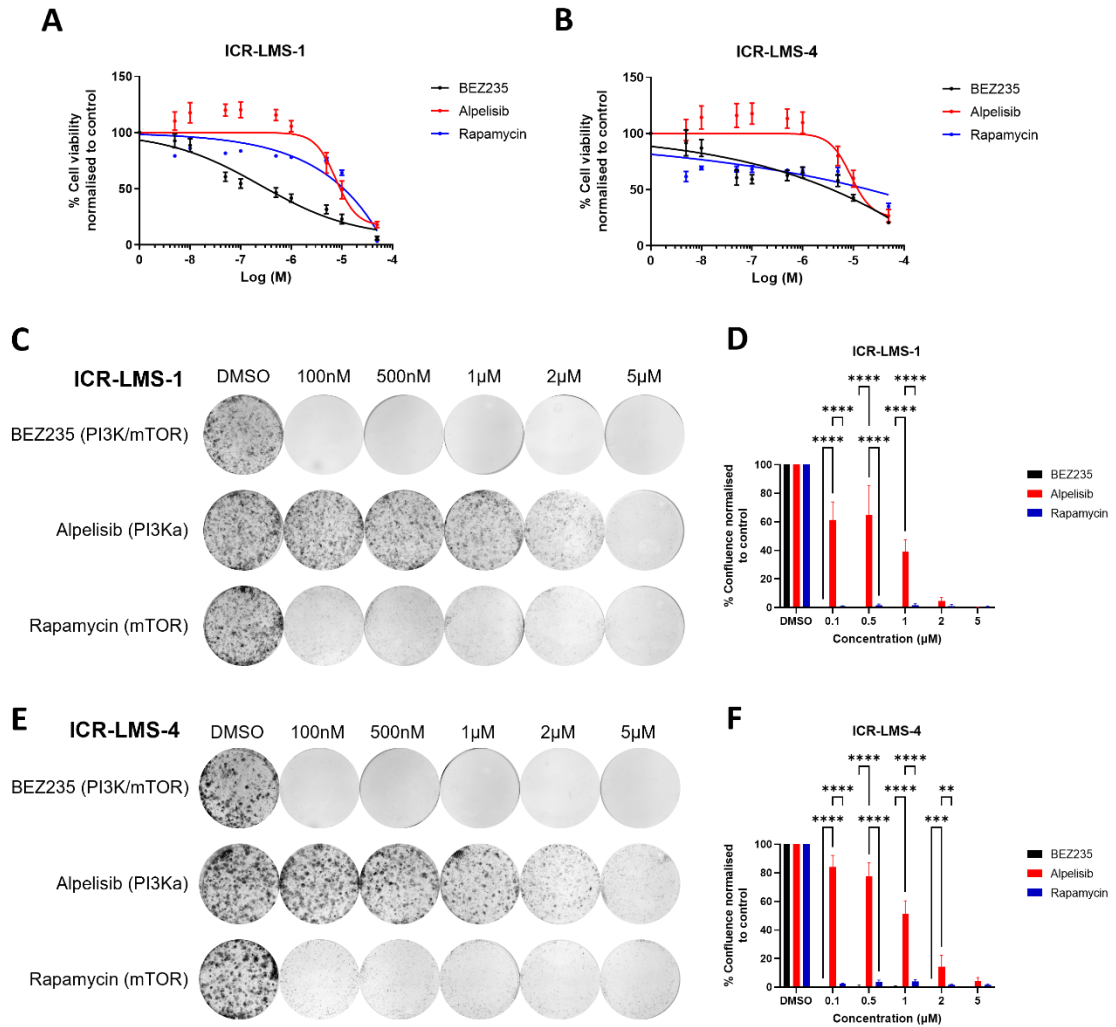 A
ICR-LMS-1
% Cell viability
normalised to control
150
100
50
0
0 -8 -7 -6 -5 -4
Log (M)
BEZ235
Alpelisib
Rapamycin
B
ICR-LMS-4
% Cell viability
normalised to control
150
100
50
0
0 -8 -7 -6 -5 -4
Log (M)
BEZ235
Alpelisib
Rapamycin
C
ICR-LMS-1 DMSO 100nM 500nM 1µM 2µM 5µM
BEZ235 (PI3K/mTOR)
Alpelisib (PI3Ka)
Rapamycin (mTOR)
D
ICR-LMS-1
**** ****
****  ****
**** ****
% Confluence normalised
to control
100
80
60
40
20
0
DMSO 0.1 0.5 1 2 5
Concentration (µM)
BEZ235
Alpelisib
Rapamycin
E
ICR-LMS-4 DMSO 100nM 500nM 1µM 2µM 5µM
BEZ235 (PI3K/mTOR)
Alpelisib (PI3Ka)
Rapamycin (mTOR)
F
ICR-LMS-4
**** ****
**** **** **
**** **** ***
% Confluence normalised
to control
100
80
60
40
20
0
DMSO 0.1 0.5 1 2 5
Concentration (µM)
BEZ235
Alpelisib
Rapamycin